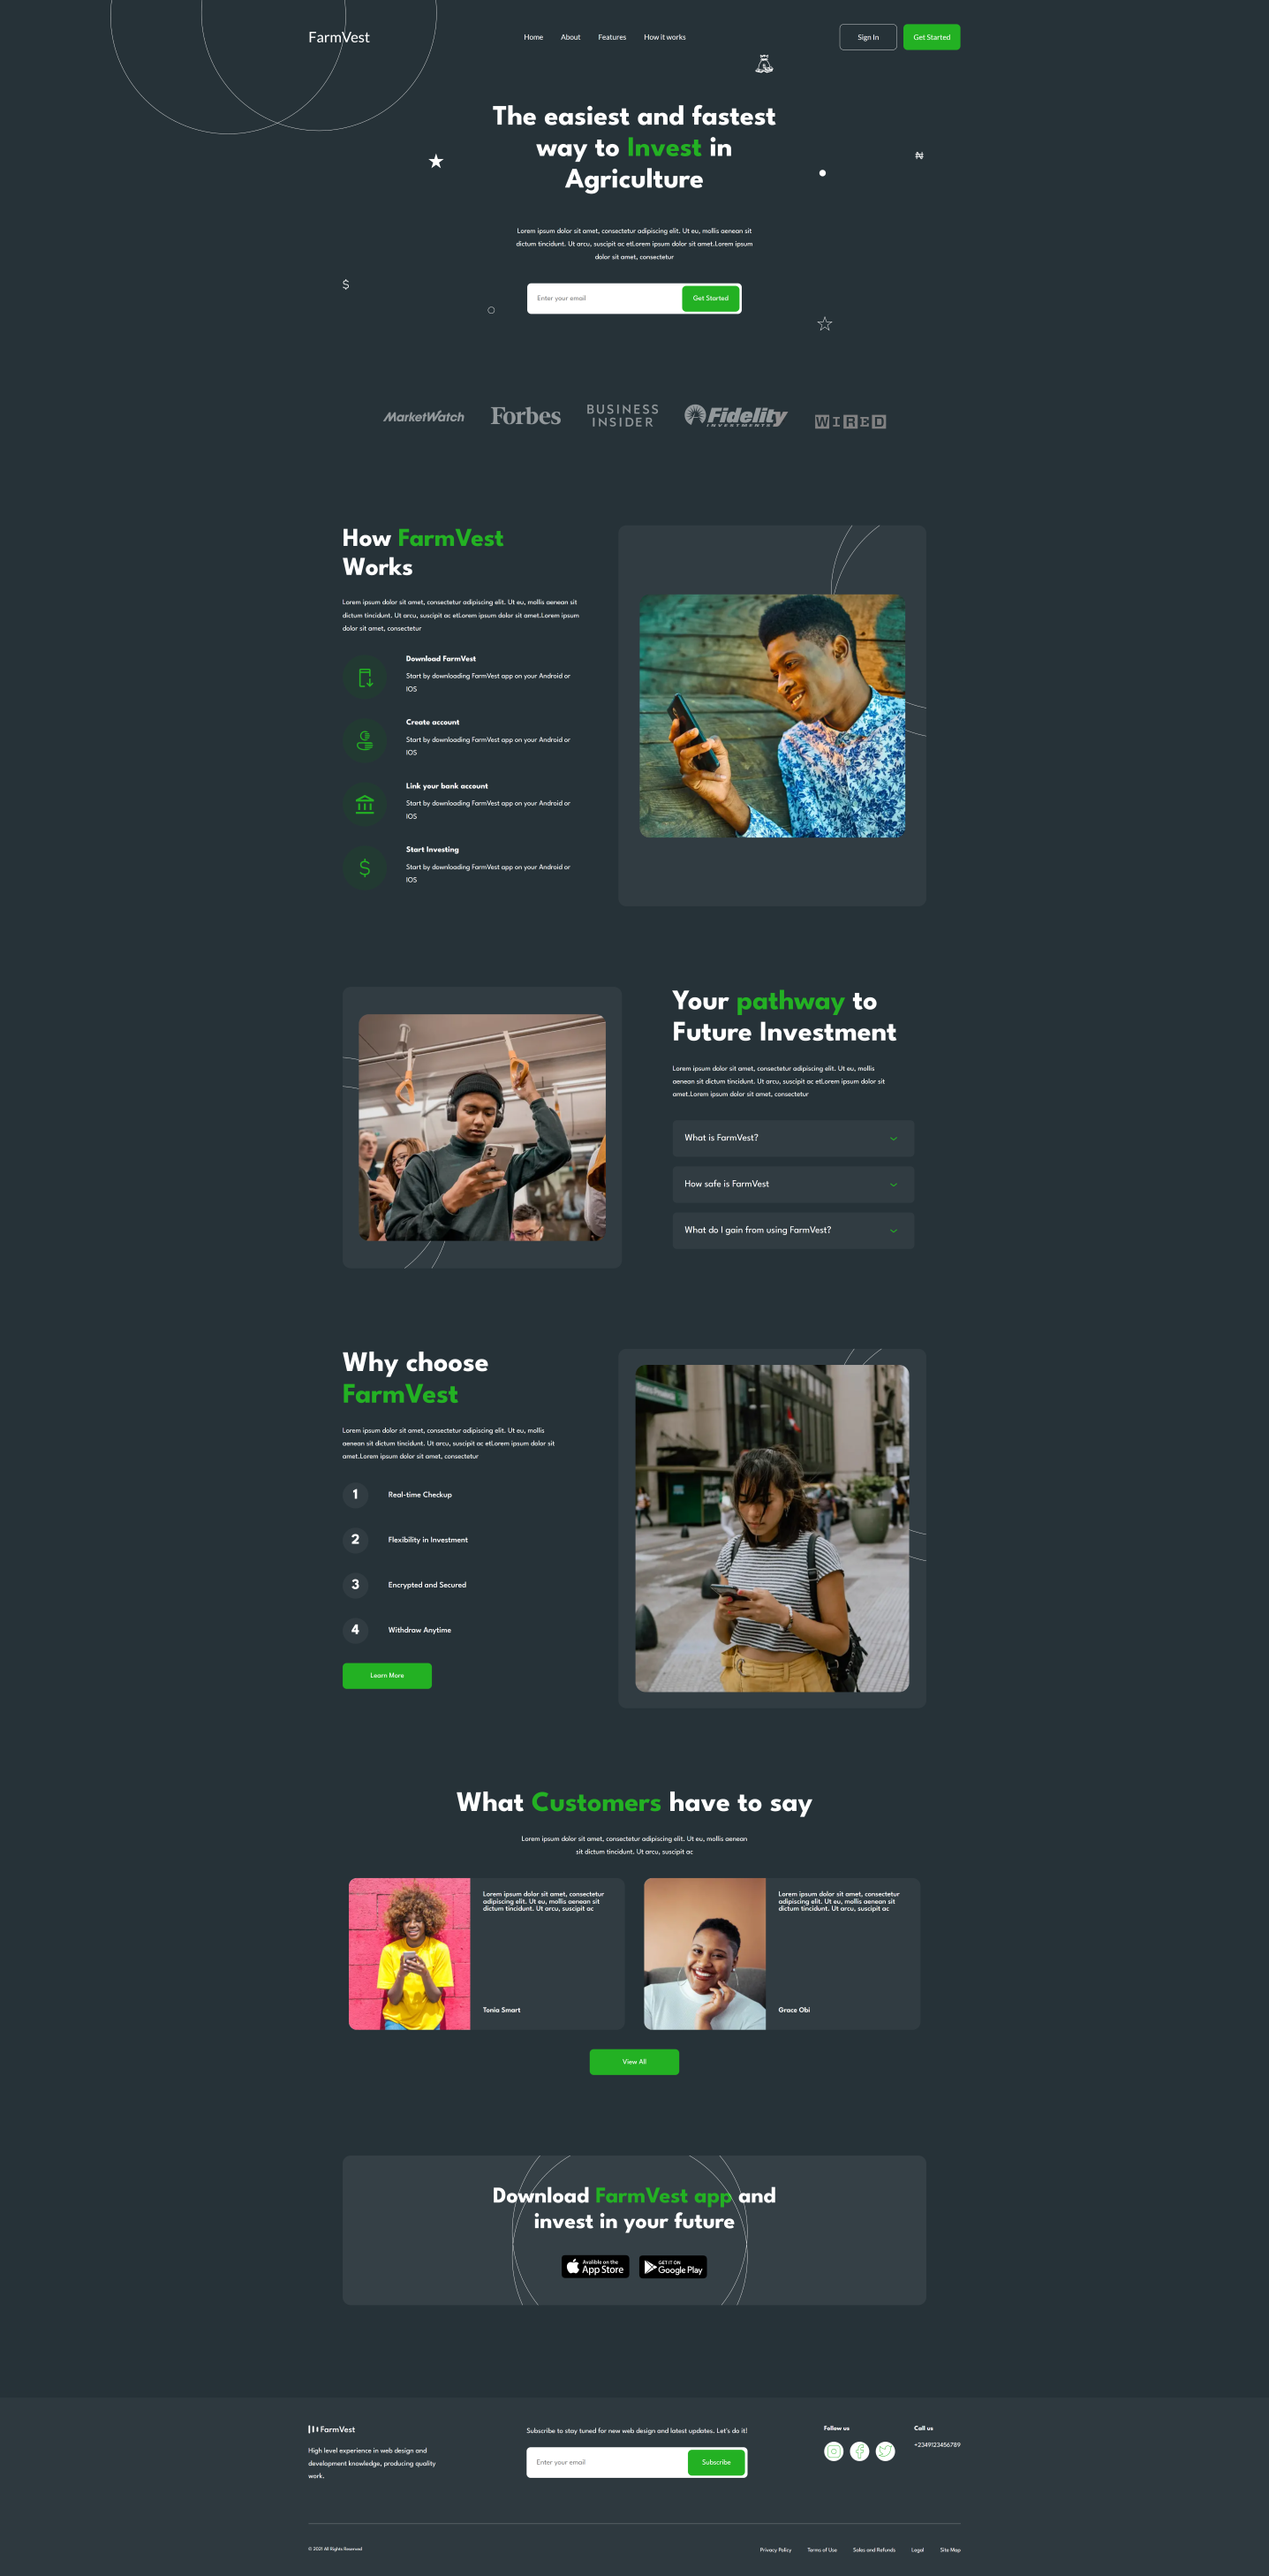 FarmVest
Home About Features How it works
Sign In
Get Started
The easiest and fastest
way to Invest in
Agriculture
Lorem ipsum dolor sit amet, consectetur adipiscing elit. Ut eu, mollis aenean sit
dictum tincidunt. Ut arcu, suscipit ac etLorem ipsum dolor sit amet.Lorem ipsum
dolor sit amet, consectetur
Enter your email
Get Started
MarketWatch
Forbes
BUSINESS
INSIDER
Fidelity
INVESTMENTS
WIRED
How FarmVest
Works
Lorem ipsum dolor sit amet, consectetur adipiscing elit. Ut eu, mollis aenean sit
dictum tincidunt. Ut arcu, suscipit ac etLorem ipsum dolor sit amet.Lorem ipsum
dolor sit amet, consectetur
Download FarmVest
Start by downloading FarmVest app on your Android or
IOS
Create account
Start by downloading FarmVest app on your Android or
IOS
Link your bank account
Start by downloading FarmVest app on your Android or
IOS
Start Investing
Start by downloading FarmVest app on your Android or
IOS
Your pathway to
Future Investment
Lorem ipsum dolor sit amet, consectetur adipiscing elit. Ut eu, mollis
aenean sit dictum tincidunt. Ut arcu, suscipit ac etLorem ipsum dolor sit
amet.Lorem ipsum dolor sit amet, consectetur
What is FarmVest?
How safe is FarmVest
What do I gain from using FarmVest?
Why choose
FarmVest
Lorem ipsum dolor sit amet, consectetur adipiscing elit. Ut eu, mollis
aenean sit dictum tincidunt. Ut arcu, suscipit ac etLorem ipsum dolor sit
amet.Lorem ipsum dolor sit amet, consectetur
1 Real-time Checkup
2 Flexibility in Investment
3 Encrypted and Secured
4 Withdraw Anytime
Learn More
What Customers have to say
Lorem ipsum dolor sit amet, consectetur adipiscing elit. Ut eu, mollis aenean
sit dictum tincidunt. Ut arcu, suscipit ac
Lorem ipsum dolor sit amet, consectetur
adipiscing elit. Ut eu, mollis aenean sit
dictum tincidunt. Ut arcu, suscipit ac
Tonia Smart
Lorem ipsum dolor sit amet, consectetur
adipiscing elit. Ut eu, mollis aenean sit
dictum tincidunt. Ut arcu, suscipit ac
Grace Obi
View All
Download FarmVest app and
invest in your future
Avalible on the
App Store
GET IT ON
Google Play
FarmVest
High level experience in web design and
development knowledge, producing quality
work.
Subscribe to stay tuned for new web design and latest updates. Let's do it!
Enter your email
Subscribe
Follow us
Call us
+2349123456789
© 2021 All Rights Reserved
Privacy Policy Terms of Use Sales and Refunds Legal Site Map